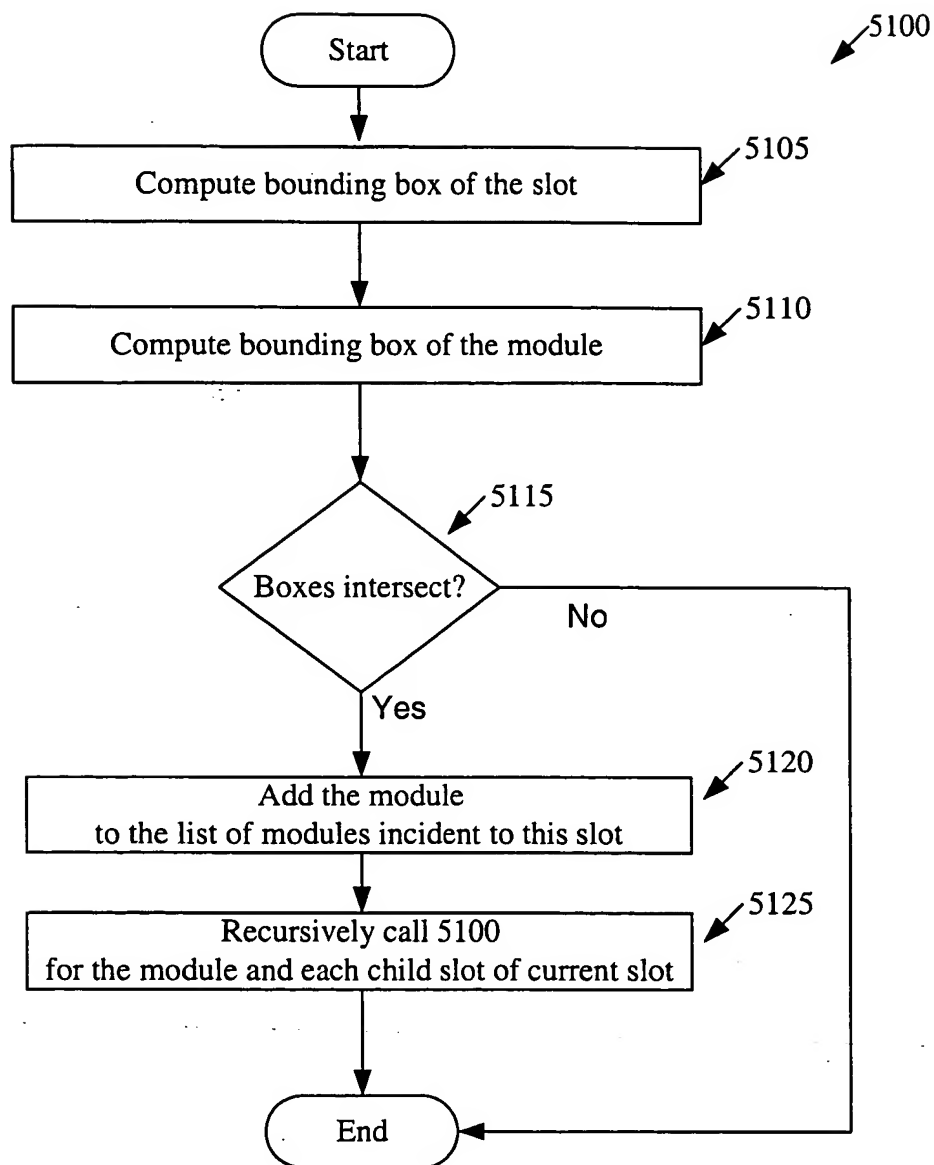 5100
Start
5105
Compute bounding box of the slot
5110
Compute bounding box of the module
5115
Boxes intersect?
No
Yes
5120
Add the module
to the list of modules incident to this slot
5125
Recursively call 5100
for the module and each child slot of current slot
End